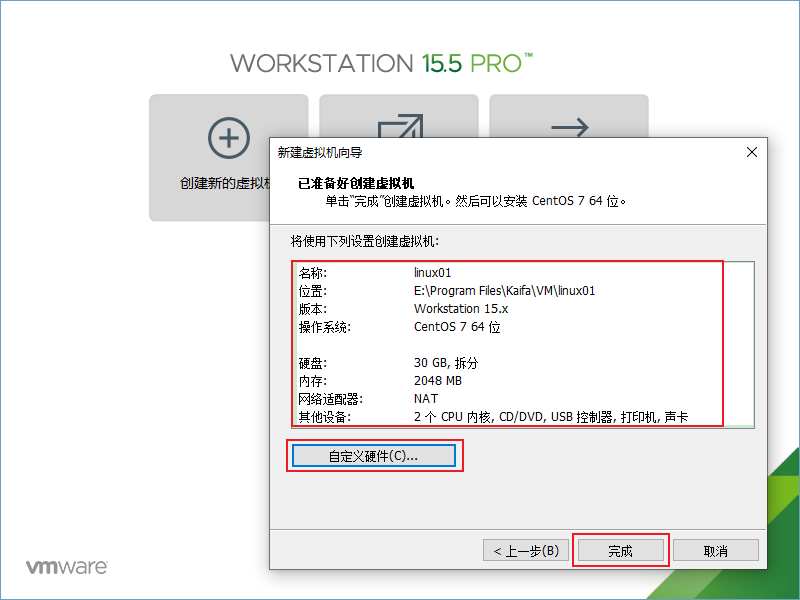 WORKSTATION 15.5 PRO™
创建新的虚拟机
新建虚拟机向导
已准备好创建虚拟机
单击"完成"创建虚拟机。然后可以安装 CentOS 7 64 位。
将使用下列设置创建虚拟机:
名称: linux01
位置: E:\Program Files\Kaifa\VM\linux01
版本: Workstation 15.x
操作系统: CentOS 7 64 位
硬盘: 30 GB, 拆分
内存: 2048 MB
网络适配器: NAT
其他设备: 2 个 CPU 内核, CD/DVD, USB 控制器, 打印机, 声卡
自定义硬件(C)...
< 上一步(B)
完成
取消
vmware